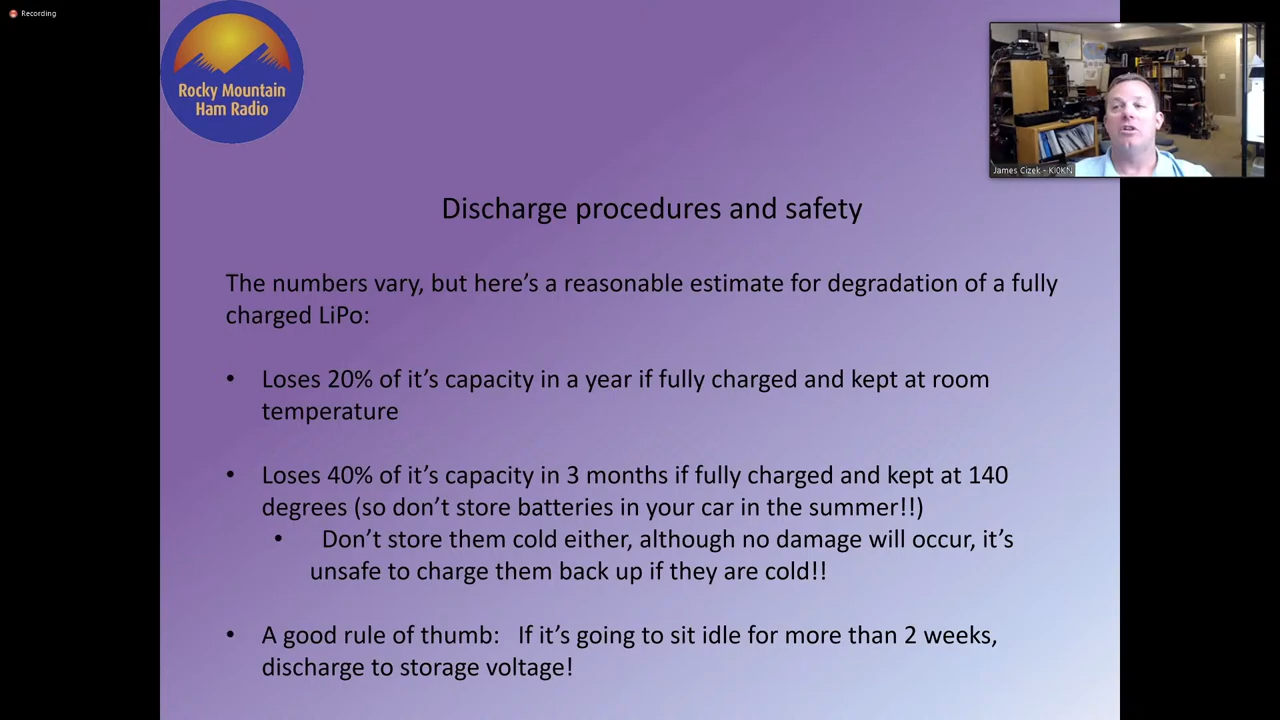 Recording
Rocky Mountain
Ham Radio
James Cizek - KI0KN
Discharge procedures and safety
The numbers vary, but here's a reasonable estimate for degradation of a fully
charged LiPo:
• Loses 20% of it's capacity in a year if fully charged and kept at room
temperature
• Loses 40% of it's capacity in 3 months if fully charged and kept at 140
degrees (so don't store batteries in your car in the summer!!)
• Don't store them cold either, although no damage will occur, it's
unsafe to charge them back up if they are cold!!
• A good rule of thumb: If it's going to sit idle for more than 2 weeks,
discharge to storage voltage!